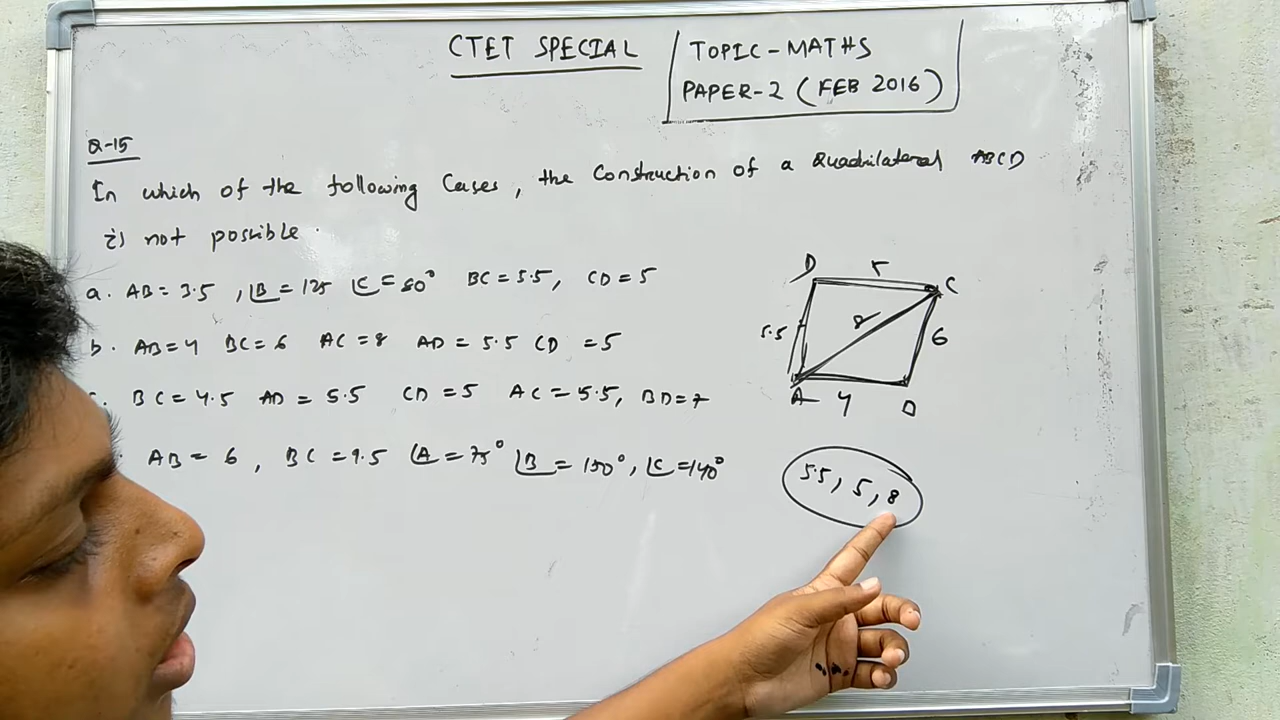 CTET SPECIAL
TOPIC-MATHS
PAPER-2 (FEB 2016)
Q-15
In which of the following Cases, the Construction of a Quadrilateral ABCD
is not possible.
a. AB=3.5, ∠B=125 ∠C=60° BC=5.5, CD=5
b. AB=4 BC=6 AC=8 AD=5.5 CD =5
BC=4.5 AD=5.5 CD=5 AC=5.5, BD=7
AB=6, BC=9.5 ∠A=75° ∠B=150°, ∠C=140°
D 5 C
5.5 8 6
A 4 B
5.5, 5, 8